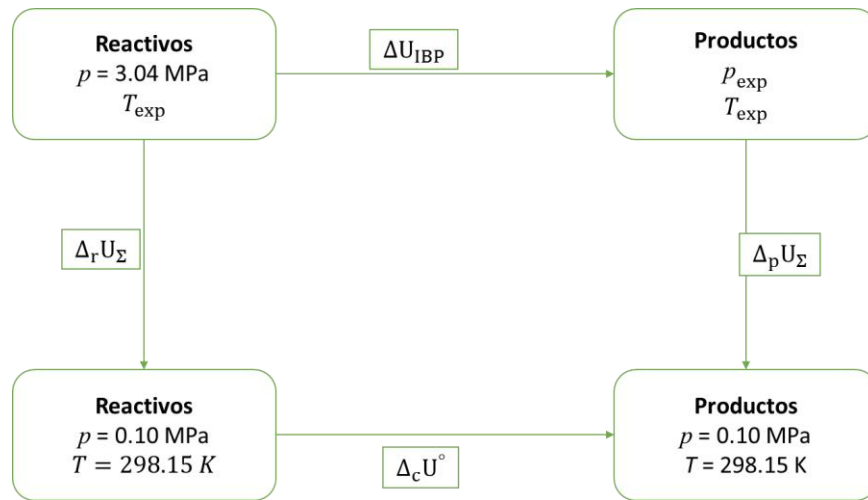 Reactivos
p = 3.04 MPa
T_exp
ΔU_IBP
Productos
p_exp
T_exp
Δ_rU_Σ
Δ_pU_Σ
Reactivos
p = 0.10 MPa
T = 298.15 K
Δ_cU°
Productos
p = 0.10 MPa
T = 298.15 K